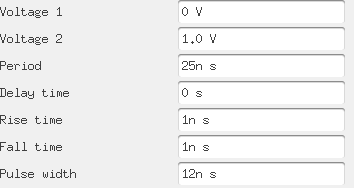 Voltage 1 0 V
Voltage 2 1.0 V
Period 25n s
Delay time 0 s
Rise time 1n s
Fall time 1n s
Pulse width 12n s